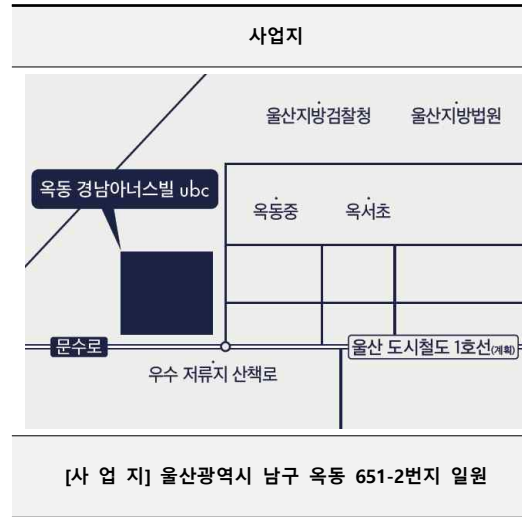 사업지
울산지방검찰청 울산지방법원
옥동 경남아너스빌 ubc
옥동중 옥서초
문수로 울산 도시철도 1호선(계획)
우수 저류지 산책로
[사 업 지] 울산광역시 남구 옥동 651-2번지 일원